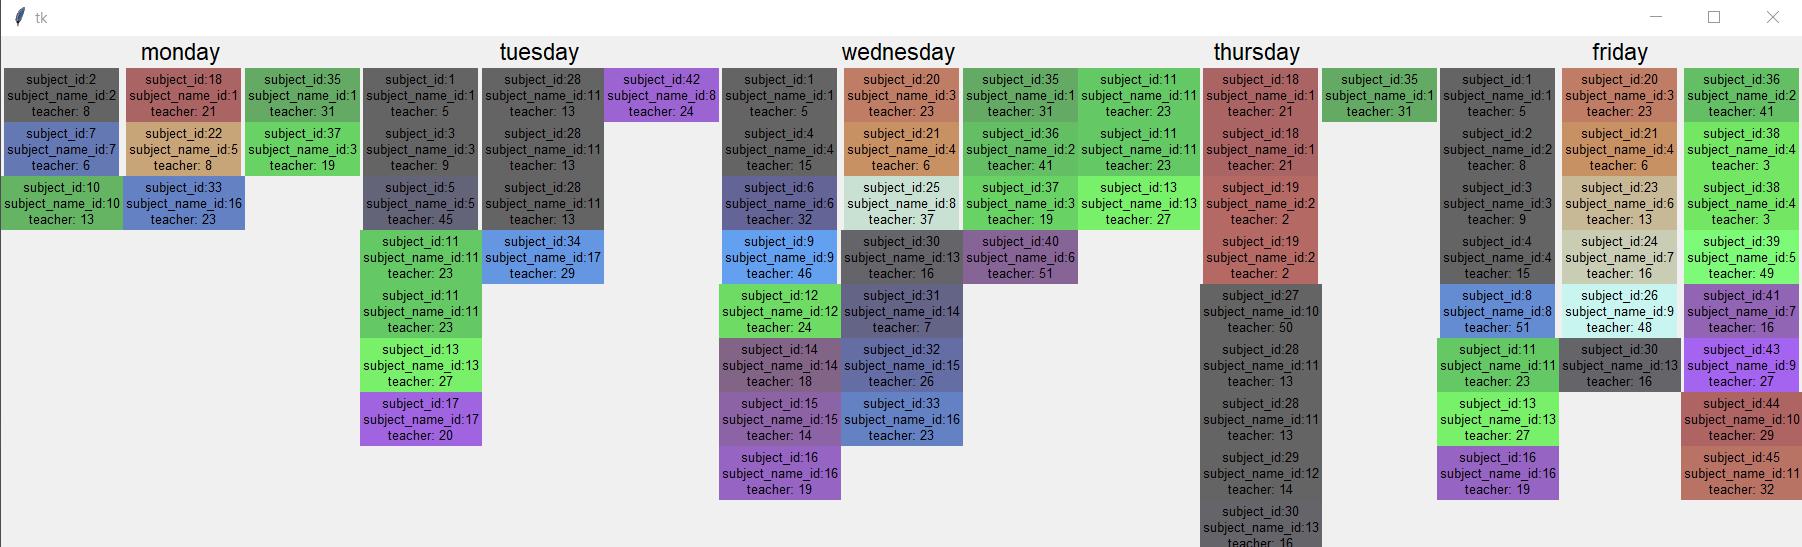 tk
monday
subject_id:2
subject_name_id:2
teacher: 8
subject_id:7
subject_name_id:7
teacher: 6
subject_id:10
subject_name_id:10
teacher: 13
subject_id:18
subject_name_id:1
teacher: 21
subject_id:22
subject_name_id:5
teacher: 8
subject_id:33
subject_name_id:16
teacher: 23
subject_id:35
subject_name_id:1
teacher: 31
subject_id:37
subject_name_id:3
teacher: 19
tuesday
subject_id:1
subject_name_id:1
teacher: 5
subject_id:3
subject_name_id:3
teacher: 9
subject_id:5
subject_name_id:5
teacher: 45
subject_id:11
subject_name_id:11
teacher: 23
subject_id:11
subject_name_id:11
teacher: 23
subject_id:13
subject_name_id:13
teacher: 27
subject_id:17
subject_name_id:17
teacher: 20
subject_id:28
subject_name_id:11
teacher: 13
subject_id:28
subject_name_id:11
teacher: 13
subject_id:28
subject_name_id:11
teacher: 13
subject_id:34
subject_name_id:17
teacher: 29
subject_id:42
subject_name_id:8
teacher: 24
wednesday
subject_id:1
subject_name_id:1
teacher: 5
subject_id:4
subject_name_id:4
teacher: 15
subject_id:6
subject_name_id:6
teacher: 32
subject_id:9
subject_name_id:9
teacher: 46
subject_id:12
subject_name_id:12
teacher: 24
subject_id:14
subject_name_id:14
teacher: 18
subject_id:15
subject_name_id:15
teacher: 14
subject_id:16
subject_name_id:16
teacher: 19
subject_id:20
subject_name_id:3
teacher: 23
subject_id:21
subject_name_id:4
teacher: 6
subject_id:25
subject_name_id:8
teacher: 37
subject_id:30
subject_name_id:13
teacher: 16
subject_id:31
subject_name_id:14
teacher: 7
subject_id:32
subject_name_id:15
teacher: 26
subject_id:33
subject_name_id:16
teacher: 23
subject_id:35
subject_name_id:1
teacher: 31
subject_id:36
subject_name_id:2
teacher: 41
subject_id:37
subject_name_id:3
teacher: 19
subject_id:40
subject_name_id:6
teacher: 51
thursday
subject_id:11
subject_name_id:11
teacher: 23
subject_id:11
subject_name_id:11
teacher: 23
subject_id:13
subject_name_id:13
teacher: 27
subject_id:18
subject_name_id:1
teacher: 21
subject_id:18
subject_name_id:1
teacher: 21
subject_id:19
subject_name_id:2
teacher: 2
subject_id:19
subject_name_id:2
teacher: 2
subject_id:27
subject_name_id:10
teacher: 50
subject_id:28
subject_name_id:11
teacher: 13
subject_id:28
subject_name_id:11
teacher: 13
subject_id:29
subject_name_id:12
teacher: 14
subject_id:30
subject_name_id:13
teacher: 16
subject_id:35
subject_name_id:1
teacher: 31
friday
subject_id:1
subject_name_id:1
teacher: 5
subject_id:2
subject_name_id:2
teacher: 8
subject_id:3
subject_name_id:3
teacher: 9
subject_id:4
subject_name_id:4
teacher: 15
subject_id:8
subject_name_id:8
teacher: 51
subject_id:11
subject_name_id:11
teacher: 23
subject_id:13
subject_name_id:13
teacher: 27
subject_id:16
subject_name_id:16
teacher: 19
subject_id:20
subject_name_id:3
teacher: 23
subject_id:21
subject_name_id:4
teacher: 6
subject_id:23
subject_name_id:6
teacher: 13
subject_id:24
subject_name_id:7
teacher: 16
subject_id:26
subject_name_id:9
teacher: 48
subject_id:30
subject_name_id:13
teacher: 16
subject_id:36
subject_name_id:2
teacher: 41
subject_id:38
subject_name_id:4
teacher: 3
subject_id:38
subject_name_id:4
teacher: 3
subject_id:39
subject_name_id:5
teacher: 49
subject_id:41
subject_name_id:7
teacher: 16
subject_id:43
subject_name_id:9
teacher: 27
subject_id:44
subject_name_id:10
teacher: 29
subject_id:45
subject_name_id:11
teacher: 32